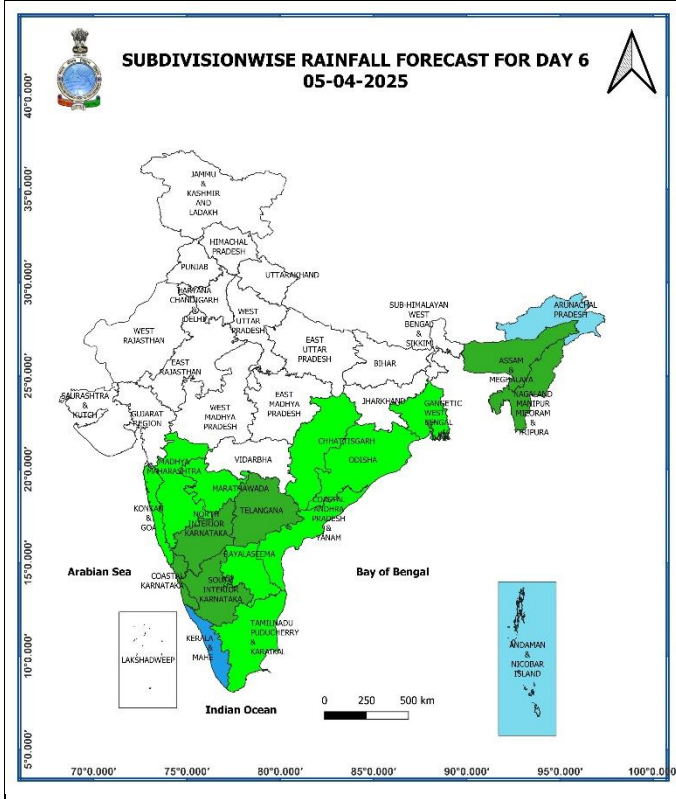 SUBDIVISIONWISE RAINFALL FORECAST FOR DAY 6
05-04-2025
40°0.000'
35°0.000'
30°0.000'
25°0.000'
20°0.000'
15°0.000'
10°0.000'
5°0.000'
JAMMU
&
KASHMIR
AND
LADAKH
HIMACHAL
PRADESH
PUNJAB
UTTARAKHAND
HARYANA
CHANDIGARH
&
DELHI
WEST
UTTAR
PRADESH
WEST
RAJASTHAN
EAST
RAJASTHAN
EAST
UTTAR
PRADESH
BIHAR
SUB-HIMALAYAN
WEST
BENGAL
&
SIKKIM
ARUNACHAL
PRADESH
ASSAM
&
MEGHALAYA
NAGALAND
MANIPUR
MIZORAM
&
TRIPURA
SAURASHTRA
&
KUTCH
GUJARAT
REGION
WEST
MADHYA
PRADESH
EAST
MADHYA
PRADESH
JHARKHAND
GANGETIC
WEST
BENGAL
CHHATTISGARH
ODISHA
VIDARBHA
MADHYA
MAHARASHTRA
MARATHAWADA
KONKAN
&
GOA
NORTH
INTERIOR
KARNATAKA
TELANGANA
COASTAL
ANDHRA
PRADESH
&
YANAM
RAYALASEEMA
COASTAL
KARNATAKA
SOUTH
INTERIOR
KARNATAKA
Arabian Sea
Bay of Bengal
TAMILNADU
PUDUCHERRY
&
KARAIKAL
KERALA
&
MAHE
LAKSHADWEEP
ANDAMAN
&
NICOBAR
ISLAND
Indian Ocean
0 250 500 km
70°0.000' 75°0.000' 80°0.000' 85°0.000' 90°0.000' 95°0.000' 100°0.000'